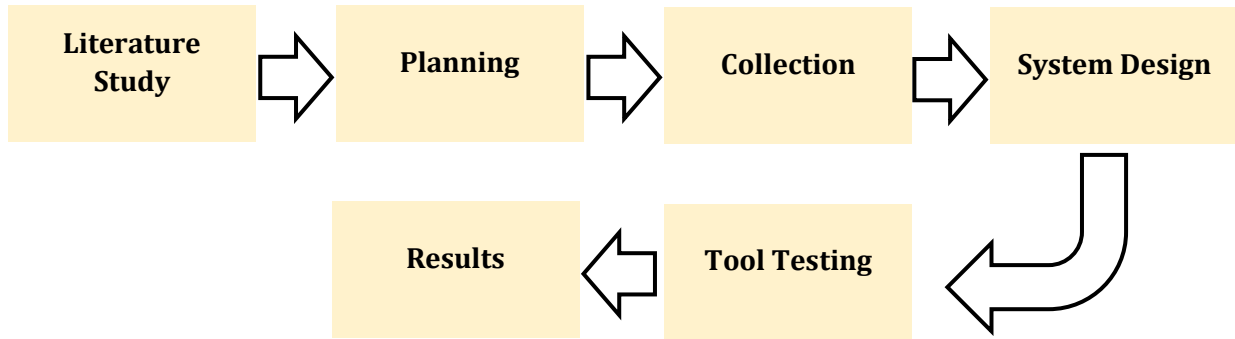 Literature
Study
Planning
Collection
System Design
Tool Testing
Results